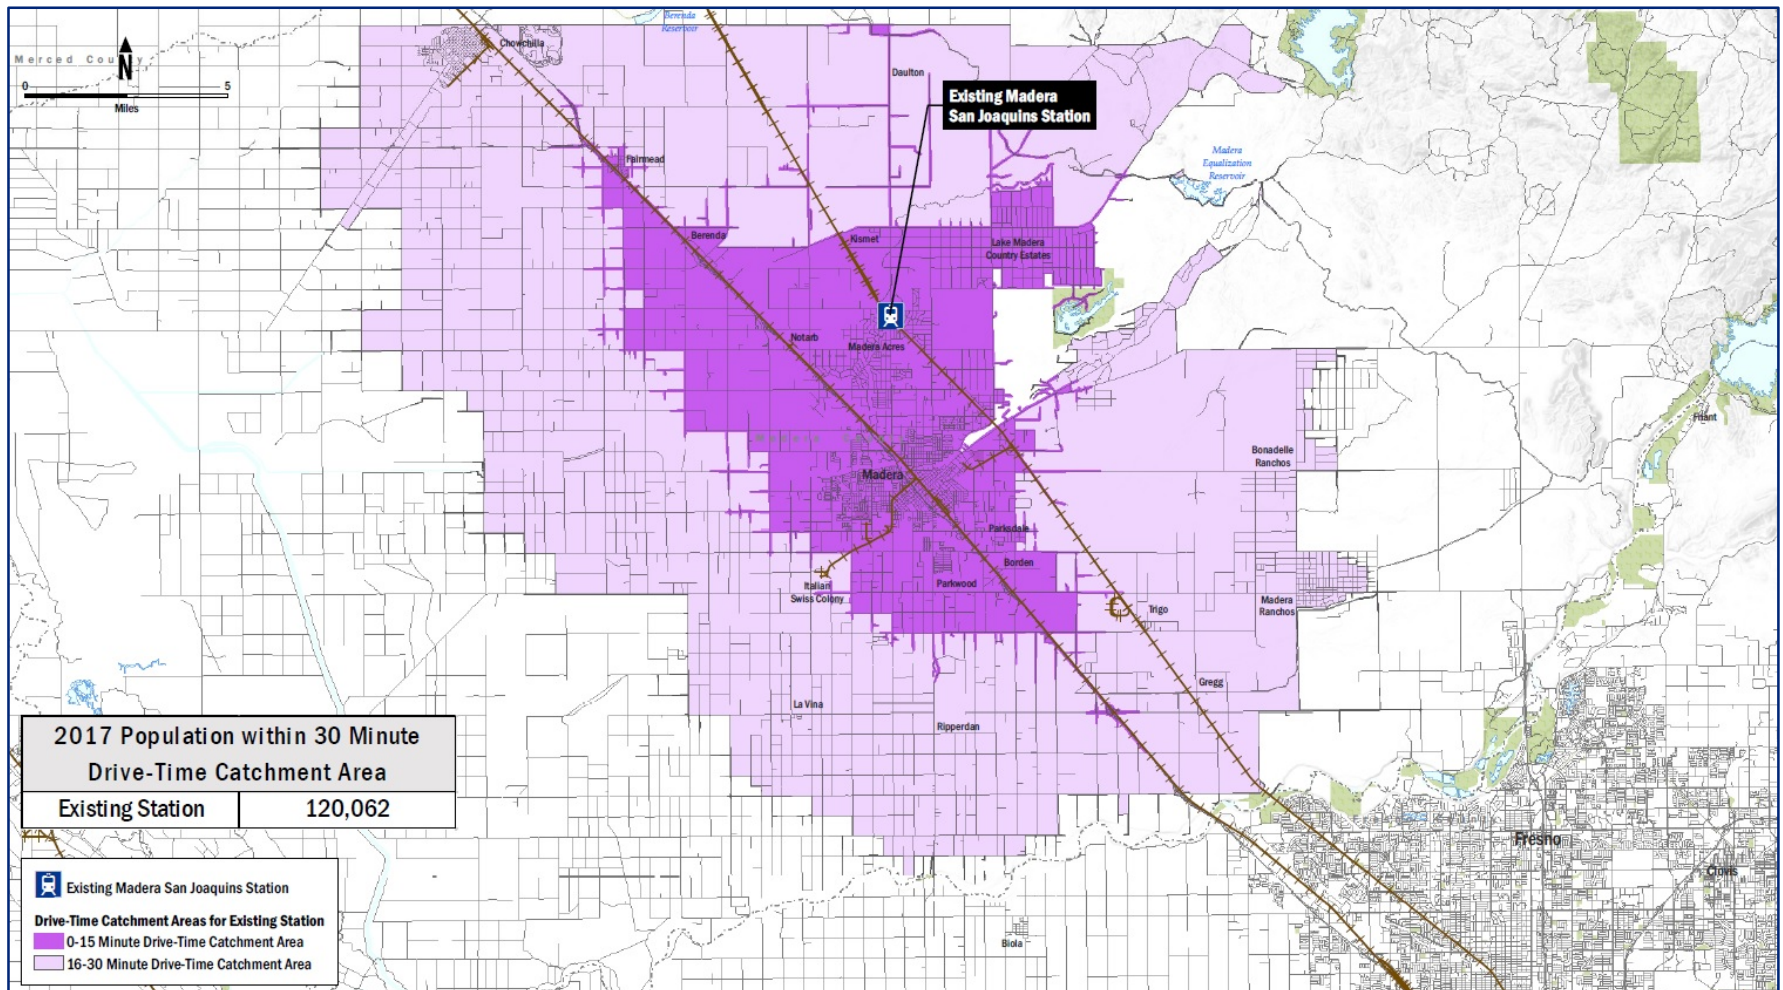 Berenda
Reservoir
Chowchilla
Merced County
N
0 5
Miles
Daulton
Existing Madera
San Joaquins Station
Fairmead
Madera
Equalization
Reservoir
Berenda
Kismet
Lake Madera
Country Estates
Notarb
Madera Acres
Friant
Madera
Bonadelle
Ranchos
Parksdale
Borden
Italian
Swiss Colony
Parkwood
Trigo
Madera
Ranchos
Gregg
La Vina
Ripperdan
2017 Population within 30 Minute
Drive-Time Catchment Area
Existing Station 120,062
Fresno
Clovis
Existing Madera San Joaquins Station
Drive-Time Catchment Areas for Existing Station
0-15 Minute Drive-Time Catchment Area
16-30 Minute Drive-Time Catchment Area
Biola